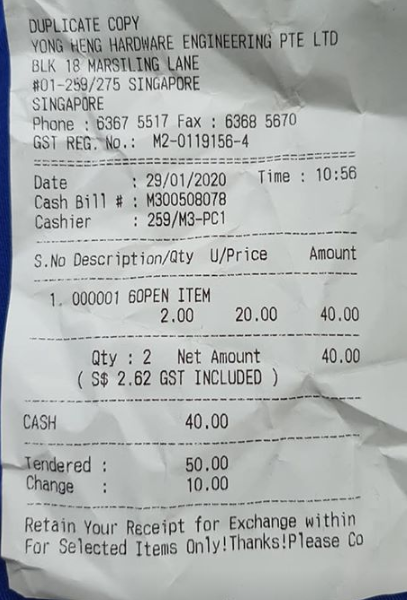 DUPLICATE COPY
YONG HENG HARDWARE ENGINEERING PTE LTD
BLK 18 MARSILING LANE
#01-259/275 SINGAPORE
SINGAPORE
Phone : 6367 5517 Fax : 6368 5670
GST REG. No.: M2-0119156-4
Date : 29/01/2020 Time : 10:56
Cash Bill # : M300508078
Cashier : 259/M3-PC1
S.No Description/Qty U/Price Amount
1. 000001 6OPEN ITEM
2.00 20.00 40.00
Qty : 2 Net Amount 40.00
( S$ 2.62 GST INCLUDED )
CASH 40.00
Tendered : 50.00
Change : 10.00
Retain Your Receipt for Exchange within
For Selected Items Only!Thanks!Please Co